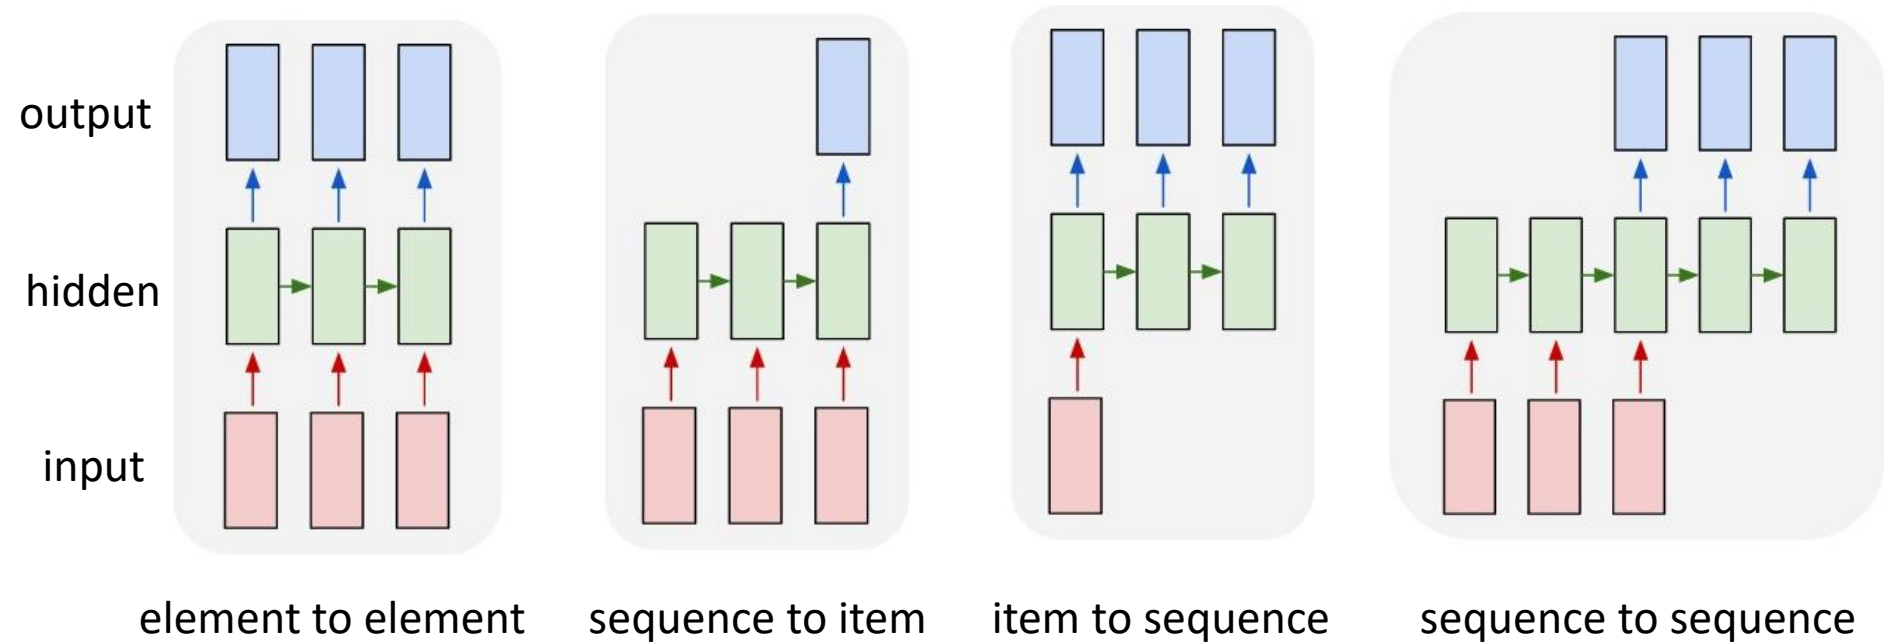 output
hidden
input
element to element
sequence to item
item to sequence
sequence to sequence